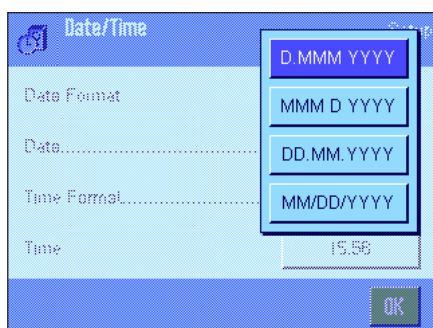 Date/Time
Setup
D.MMM YYYY
Date Format
MMM D YYYY
Date
DD.MM.YYYY
Time Format
MM/DD/YYYY
Time
15.56
OK